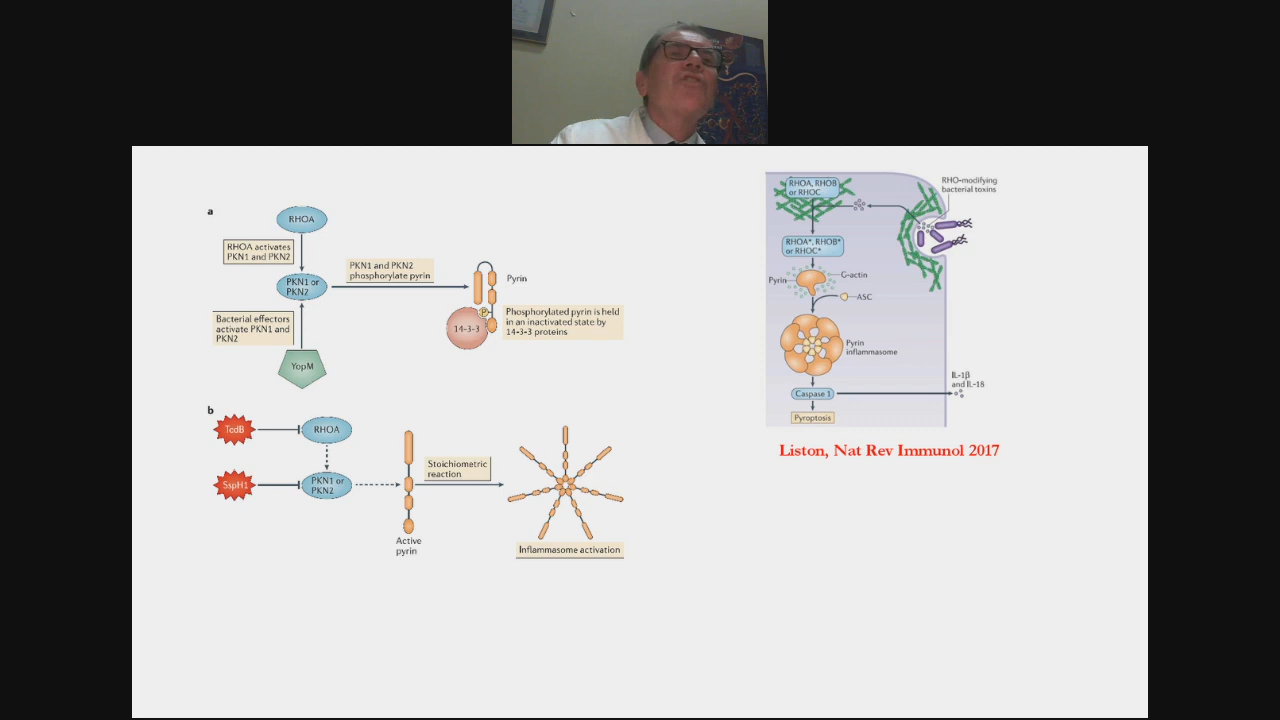 a
RHOA
RHOA activates
PKN1 and PKN2
PKN1 or
PKN2
PKN1 and PKN2
phosphorylate pyrin
Pyrin
P
14-3-3
Phosphorylated pyrin is held
in an inactivated state by
14-3-3 proteins
Bacterial effectors
activate PKN1 and
PKN2
YopM
b
TcdB
RHOA
SspH1
PKN1 or
PKN2
Active
pyrin
Stoichiometric
reaction
Inflammasome activation
RHOA, RHOB
or RHOC
RHO-modifying
bacterial toxins
RHOA*, RHOB*
or RHOC*
Pyrin
G-actin
ASC
Pyrin
inflammasome
Caspase 1
IL-1β
and IL-18
Pyroptosis
Liston, Nat Rev Immunol 2017